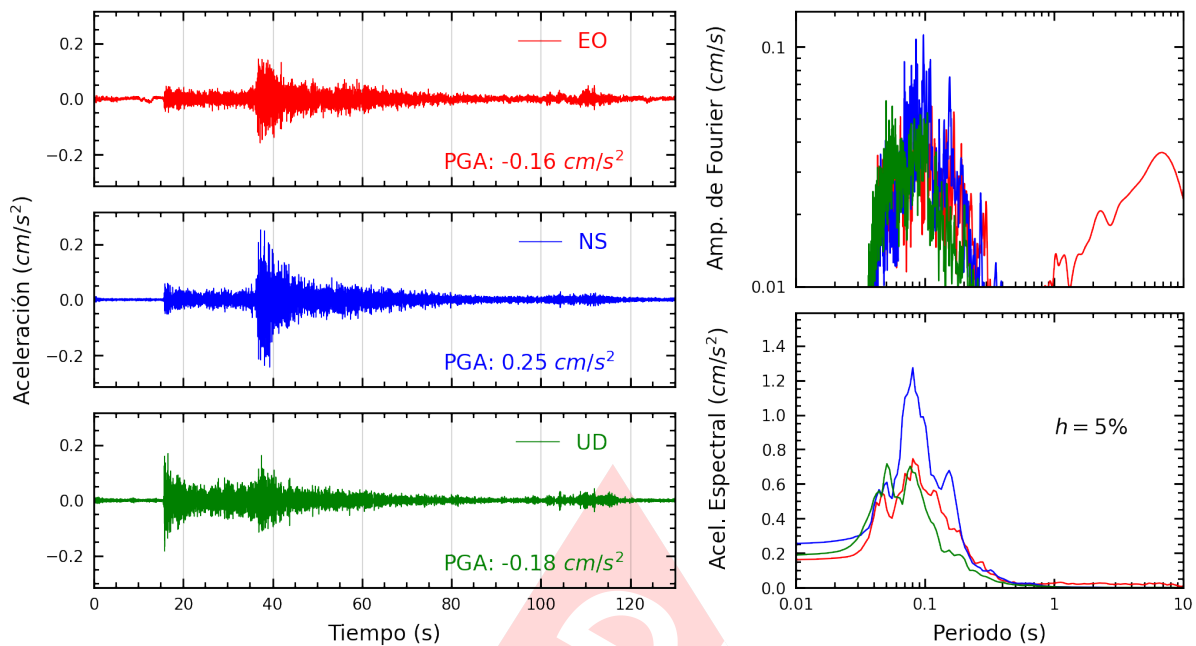 Aceleración (cm/s²)
0.2
0.0
−0.2
EO
PGA: -0.16 cm/s²
0.2
0.0
−0.2
NS
PGA: 0.25 cm/s²
0.2
0.0
−0.2
UD
PGA: -0.18 cm/s²
0 20 40 60 80 100 120
Tiempo (s)
Amp. de Fourier (cm/s)
0.1
0.01
Acel. Espectral (cm/s²)
1.4
1.2
1.0
0.8
0.6
0.4
0.2
0.0
h = 5%
0.01 0.1 1 10
Periodo (s)